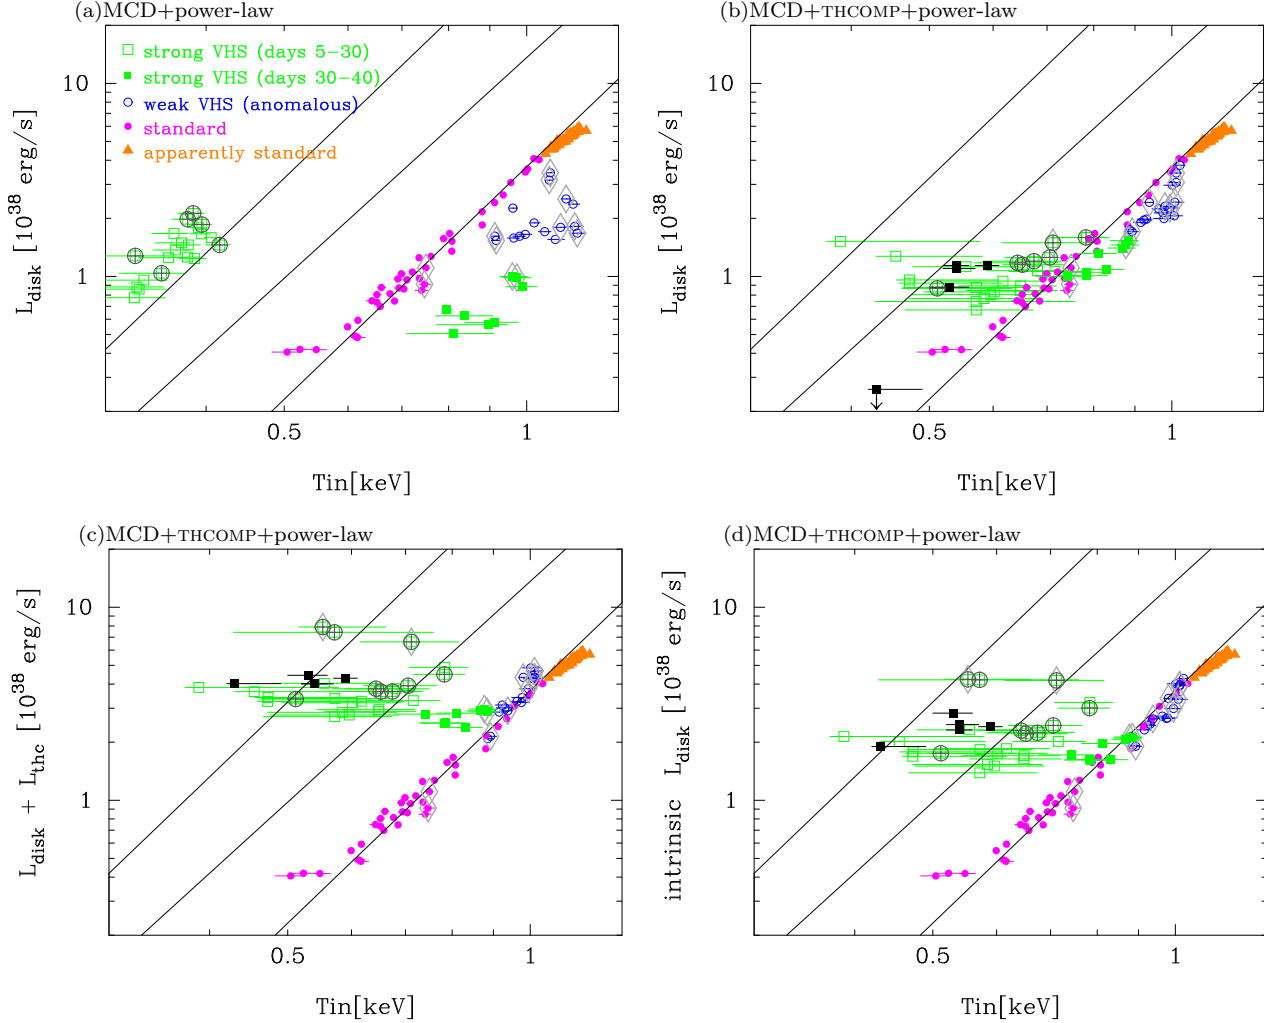 (a)MCD+power-law
strong VHS (days 5-30)
strong VHS (days 30-40)
weak VHS (anomalous)
standard
apparently standard
10
1
L_disk [10^38 erg/s]
0.5
1
Tin[keV]
(b)MCD+THCOMP+power-law
10
1
L_disk [10^38 erg/s]
0.5
1
Tin[keV]
(c)MCD+THCOMP+power-law
10
1
L_disk + L_thc [10^38 erg/s]
0.5
1
Tin[keV]
(d)MCD+THCOMP+power-law
10
1
intrinsic L_disk [10^38 erg/s]
0.5
1
Tin[keV]